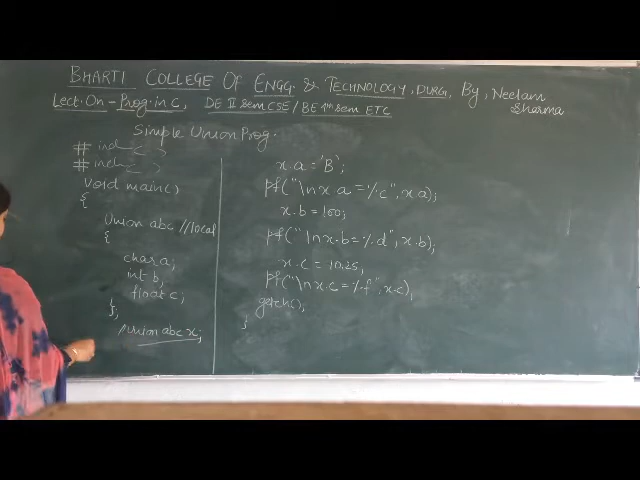 BHARTI COLLEGE OF ENGG. & TECHNOLOGY, DURG, By, Neelam Sharma
Lect. On - Prog. in C, DE II sem CSE / BE sem ETC
Simple Union Prog.
# incl < >
# incl < >
Void main()
{
Union abc //local
{
char a;
int b;
float c;
};
//Union abc x;
x.a = 'B';
pf("\n x.a = %c", x.a);
x.b = 100;
pf("\n x.b = %d", x.b);
x.c = 10.25,
pf("\n x.c = %f", x.c),
getch();
}